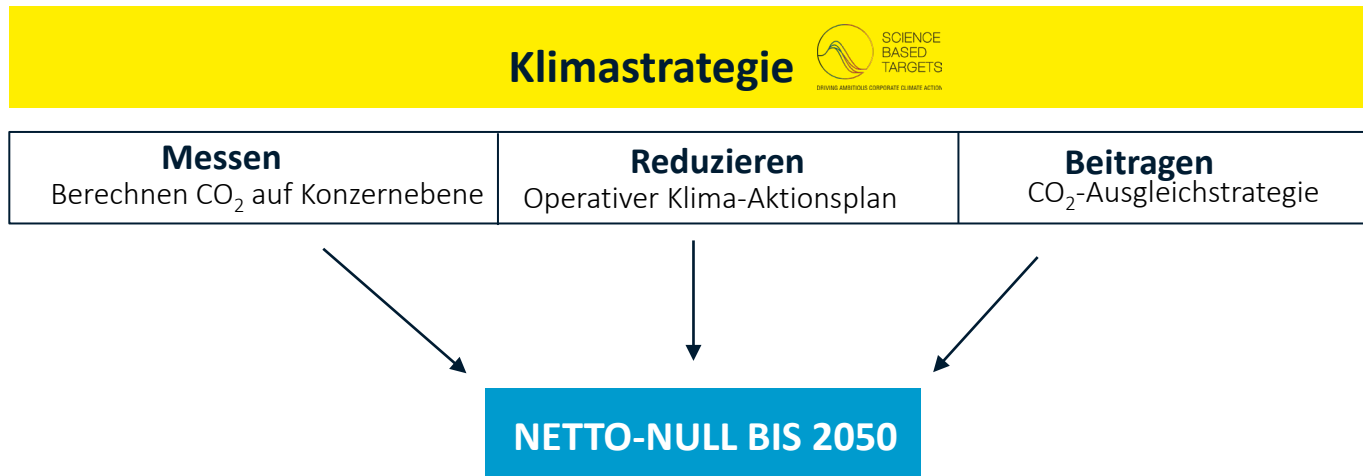 Klimastrategie
SCIENCE
BASED
TARGETS
DRIVING AMBITIOUS CORPORATE CLIMATE ACTION
Messen
Berechnen CO₂ auf Konzernebene
Reduzieren
Operativer Klima-Aktionsplan
Beitragen
CO₂-Ausgleichstrategie
NETTO-NULL BIS 2050